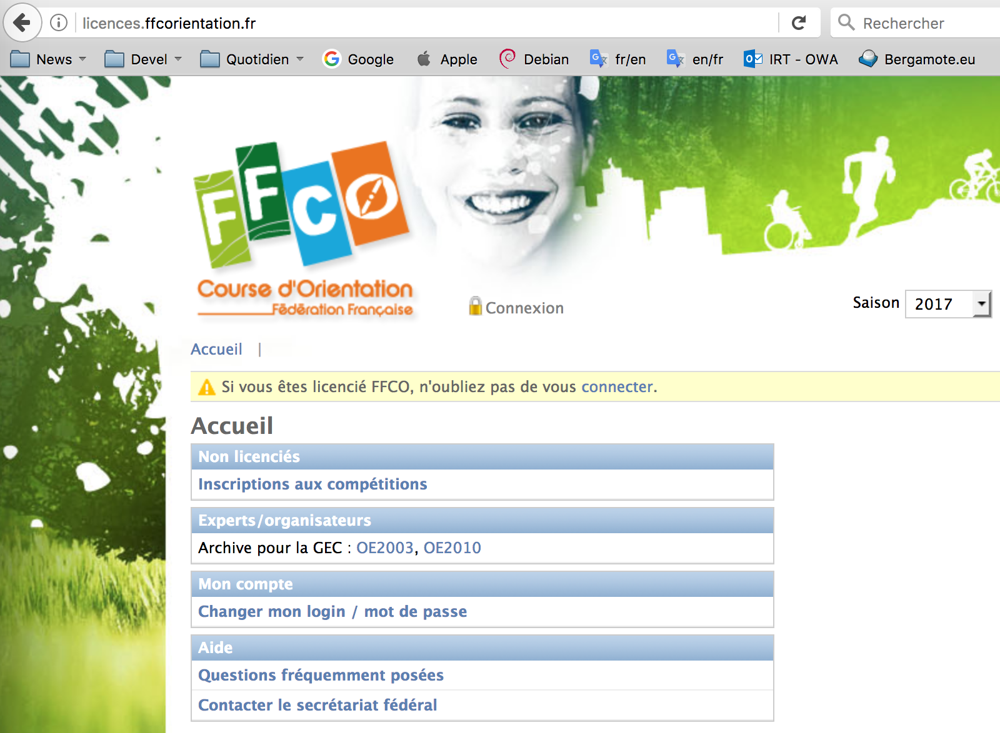 licences.ffcorientation.fr
Rechercher
News Devel Quotidien Google Apple Debian fr/en en/fr IRT - OWA Bergamote.eu
FFCO
Course d'Orientation
Fédération Française
Connexion
Saison 2017
Accueil |
Si vous êtes licencié FFCO, n'oubliez pas de vous connecter.
Accueil
Non licenciés
Inscriptions aux compétitions
Experts/organisateurs
Archive pour la GEC : OE2003, OE2010
Mon compte
Changer mon login / mot de passe
Aide
Questions fréquemment posées
Contacter le secrétariat fédéral